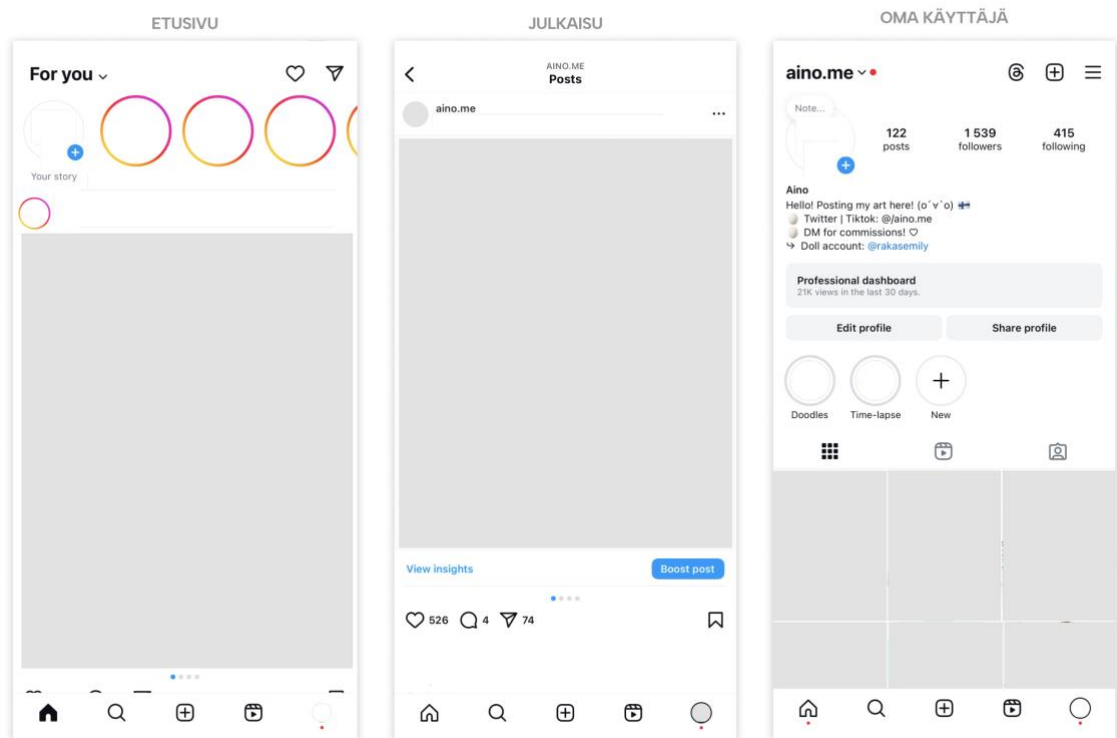 ETUSIVU
For you
Your story
JULKAISU
AINO.ME
Posts
aino.me
View insights
Boost post
526 4 74
OMA KÄYTTÄJÄ
aino.me
Note...
122 1 539 415
posts followers following
Aino
Hello! Posting my art here! (o´∀`o) 🇫🇮
Twitter | Tiktok: @/aino.me
DM for commissions! ♡
↳ Doll account: @rakasemily
Professional dashboard
21K views in the last 30 days.
Edit profile Share profile
Doodles Time-lapse New